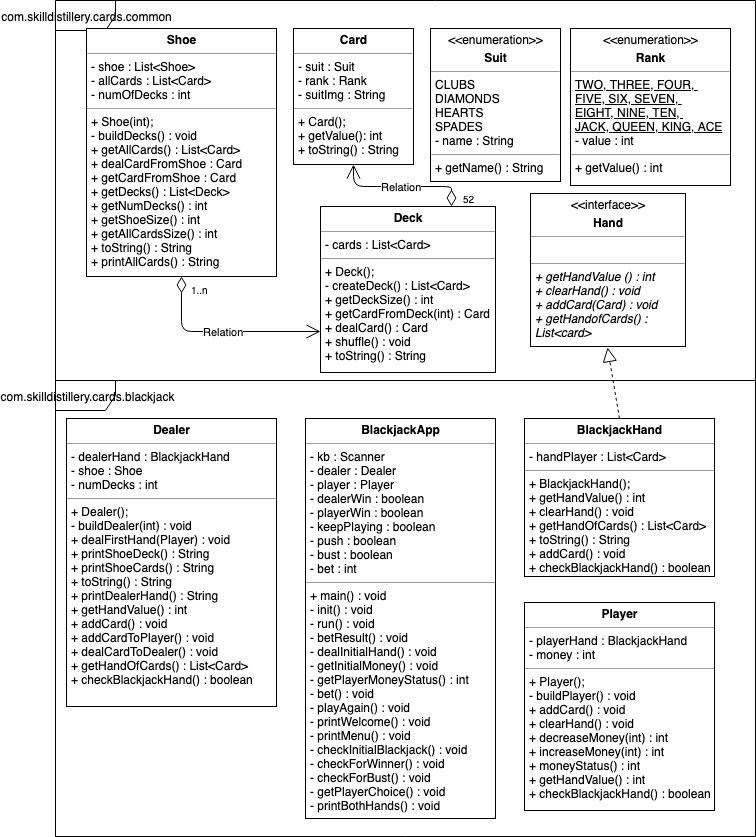 com.skilldistillery.cards.common
Shoe
- shoe : List<Shoe>
- allCards : List<Card>
- numOfDecks : int
+ Shoe(int);
- buildDecks() : void
+ getAllCards() : List<Card>
+ dealCardFromShoe : Card
+ getCardFromShoe : Card
+ getDecks() : List<Deck>
+ getNumDecks() : int
+ getShoeSize() : int
+ getAllCardsSize() : int
+ toString() : String
+ printAllCards() : String
Card
- suit : Suit
- rank : Rank
- suitImg : String
+ Card();
+ getValue(): int
+ toString() : String
<<enumeration>>
Suit
CLUBS
DIAMONDS
HEARTS
SPADES
- name : String
+ getName() : String
<<enumeration>>
Rank
TWO, THREE, FOUR,
FIVE, SIX, SEVEN,
EIGHT, NINE, TEN,
JACK, QUEEN, KING, ACE
- value : int
+ getValue() : int
Relation
52
Deck
- cards : List<Card>
+ Deck();
- createDeck() : List<Card>
+ getDeckSize() : int
+ getCardFromDeck(int) : Card
+ dealCard() : Card
+ shuffle() : void
+ toString() : String
<<interface>>
Hand
+ getHandValue () : int
+ clearHand() : void
+ addCard(Card) : void
+ getHandofCards() :
List<card>
1..n
Relation
com.skilldistillery.cards.blackjack
Dealer
- dealerHand : BlackjackHand
- shoe : Shoe
- numDecks : int
+ Dealer();
- buildDealer(int) : void
+ dealFirstHand(Player) : void
+ printShoeDeck() : String
+ printShoeCards() : String
+ toString() : String
+ printDealerHand() : String
+ getHandValue() : int
+ addCard() : void
+ addCardToPlayer() : void
+ dealCardToDealer() : void
+ getHandOfCards() : List<Card>
+ checkBlackjackHand() : boolean
BlackjackApp
- kb : Scanner
- dealer : Dealer
- player : Player
- dealerWin : boolean
- playerWin : boolean
- keepPlaying : boolean
- push : boolean
- bust : boolean
- bet : int
+ main() : void
- init() : void
- run() : void
- betResult() : void
- dealInitialHand() : void
- getInitialMoney() : void
- getPlayerMoneyStatus() : int
- bet() : void
- playAgain() : void
- printWelcome() : void
- printMenu() : void
- checkInitialBlackjack() : void
- checkForWinner() : void
- checkForBust() : void
- getPlayerChoice() : void
- printBothHands() : void
BlackjackHand
- handPlayer : List<Card>
+ BlackjackHand();
+ getHandValue() : int
+ clearHand() : void
+ getHandOfCards() : List<Card>
+ toString() : String
+ addCard() : void
+ checkBlackjackHand() : boolean
Player
- playerHand : BlackjackHand
- money : int
+ Player();
- buildPlayer() : void
+ addCard() : void
+ clearHand() : void
+ decreaseMoney(int) : int
+ increaseMoney(int) : int
+ moneyStatus() : int
+ getHandValue() : int
+ checkBlackjackHand() : boolean